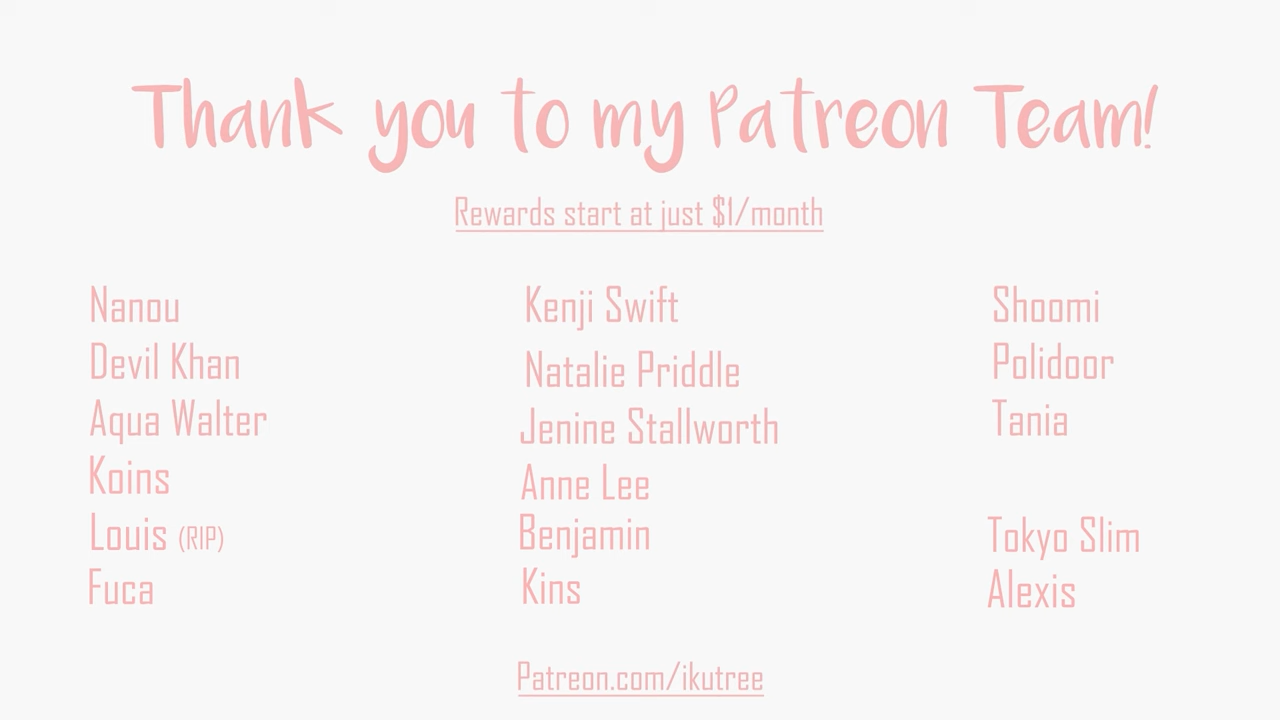 Thank you to my Patreon Team!
Rewards start at just $1/month
Nanou
Devil Khan
Aqua Walter
Koins
Louis (RIP)
Fuca
Kenji Swift
Natalie Priddle
Jenine Stallworth
Anne Lee
Benjamin
Kins
Shoomi
Polidoor
Tania
Tokyo Slim
Alexis
Patreon.com/ikutree